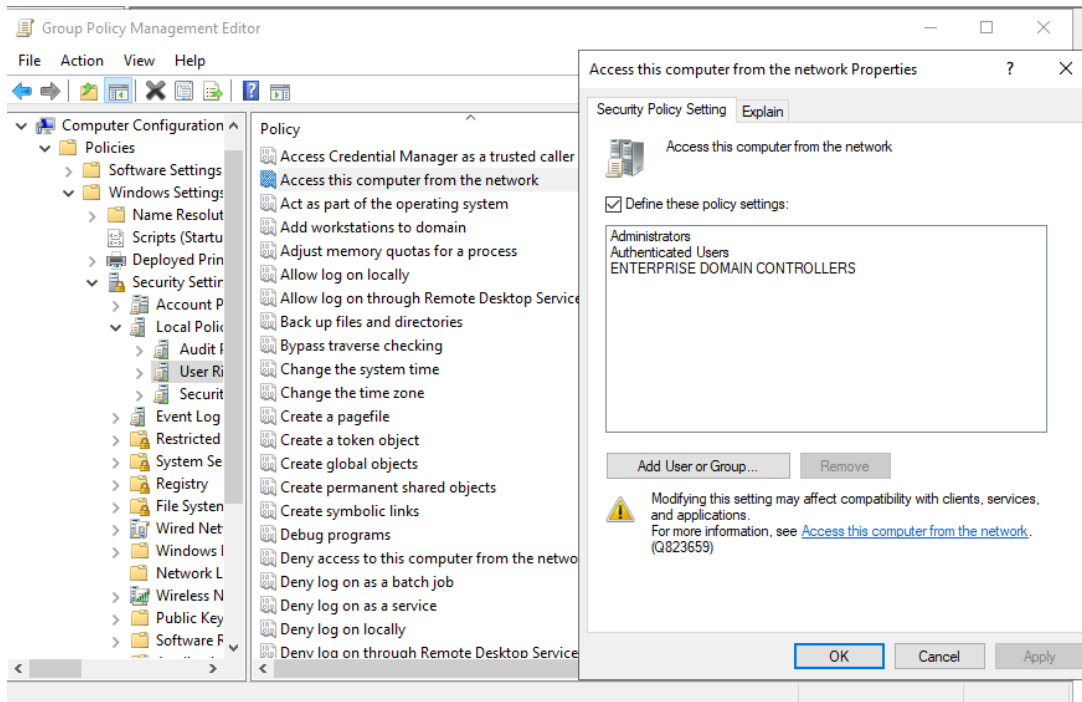 Group Policy Management Editor
File Action View Help
Computer Configuration
Policies
Software Settings
Windows Settings
Name Resolut
Scripts (Startu
Deployed Prin
Security Settin
Account P
Local Polic
Audit P
User Ri
Securit
Event Log
Restricted
System Se
Registry
File System
Wired Net
Windows I
Network L
Wireless N
Public Key
Software R
Policy
Access Credential Manager as a trusted caller
Access this computer from the network
Act as part of the operating system
Add workstations to domain
Adjust memory quotas for a process
Allow log on locally
Allow log on through Remote Desktop Service
Back up files and directories
Bypass traverse checking
Change the system time
Change the time zone
Create a pagefile
Create a token object
Create global objects
Create permanent shared objects
Create symbolic links
Debug programs
Deny access to this computer from the netwo
Deny log on as a batch job
Deny log on as a service
Deny log on locally
Deny log on through Remote Desktop Service
Access this computer from the network Properties ?
Security Policy Setting Explain
Access this computer from the network
Define these policy settings:
Administrators
Authenticated Users
ENTERPRISE DOMAIN CONTROLLERS
Add User or Group... Remove
Modifying this setting may affect compatibility with clients, services,
and applications.
For more information, see Access this computer from the network.
(Q823659)
OK Cancel Apply